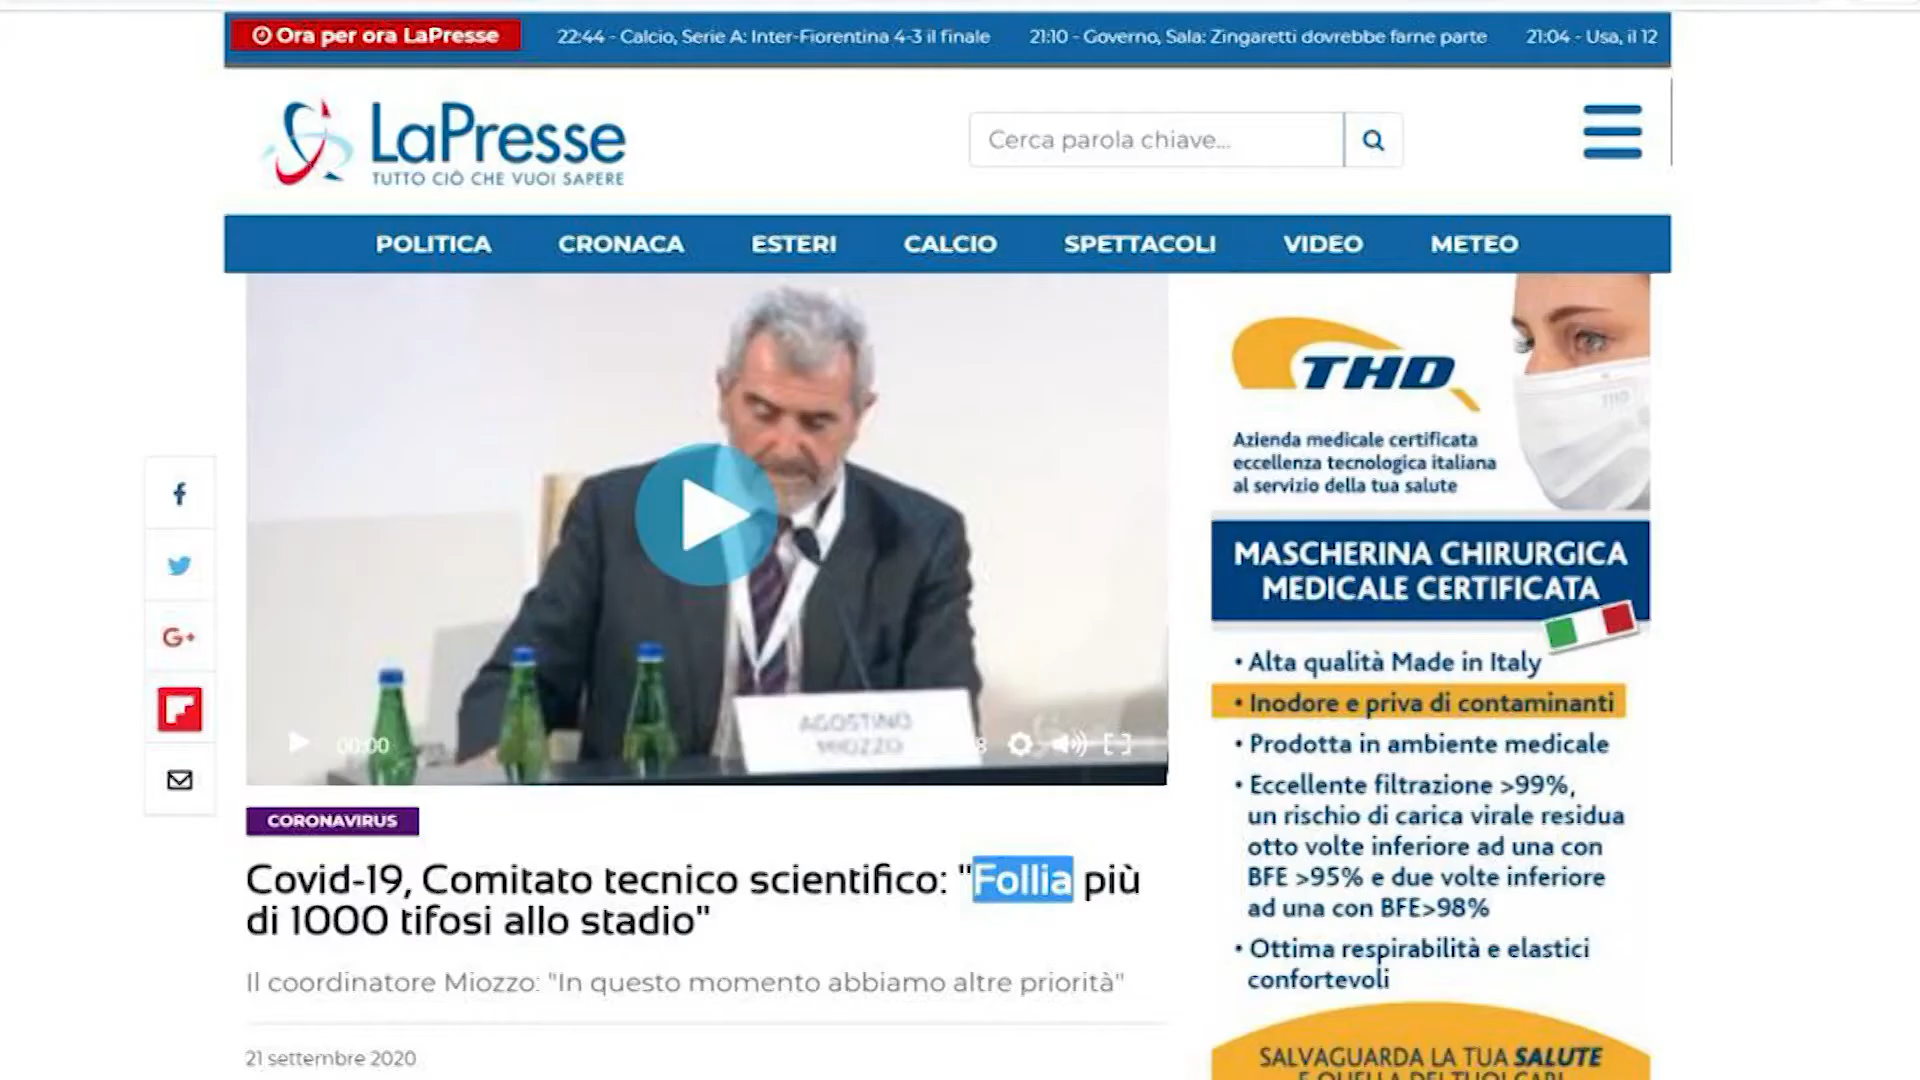 Ora per ora LaPresse
22:44 - Calcio, Serie A: Inter-Fiorentina 4-3 il finale
21:10 - Governo, Sala: Zingaretti dovrebbe farne parte
21:04 - Usa, il 12
LaPresse
TUTTO CIÒ CHE VUOI SAPERE
Cerca parola chiave...
POLITICA CRONACA ESTERI CALCIO SPETTACOLI VIDEO METEO
AGOSTINO
MIOZZO
00:00
f
G+
CORONAVIRUS
Covid-19, Comitato tecnico scientifico: "Follia più
di 1000 tifosi allo stadio"
Il coordinatore Miozzo: "In questo momento abbiamo altre priorità"
21 settembre 2020
THD
THD
Azienda medicale certificata
eccellenza tecnologica italiana
al servizio della tua salute
MASCHERINA CHIRURGICA
MEDICALE CERTIFICATA
• Alta qualità Made in Italy
• Inodore e priva di contaminanti
• Prodotta in ambiente medicale
• Eccellente filtrazione >99%,
un rischio di carica virale residua
otto volte inferiore ad una con
BFE >95% e due volte inferiore
ad una con BFE>98%
• Ottima respirabilità e elastici
confortevoli
SALVAGUARDA LA TUA SALUTE
E QUELLA DEI TUOI CARI